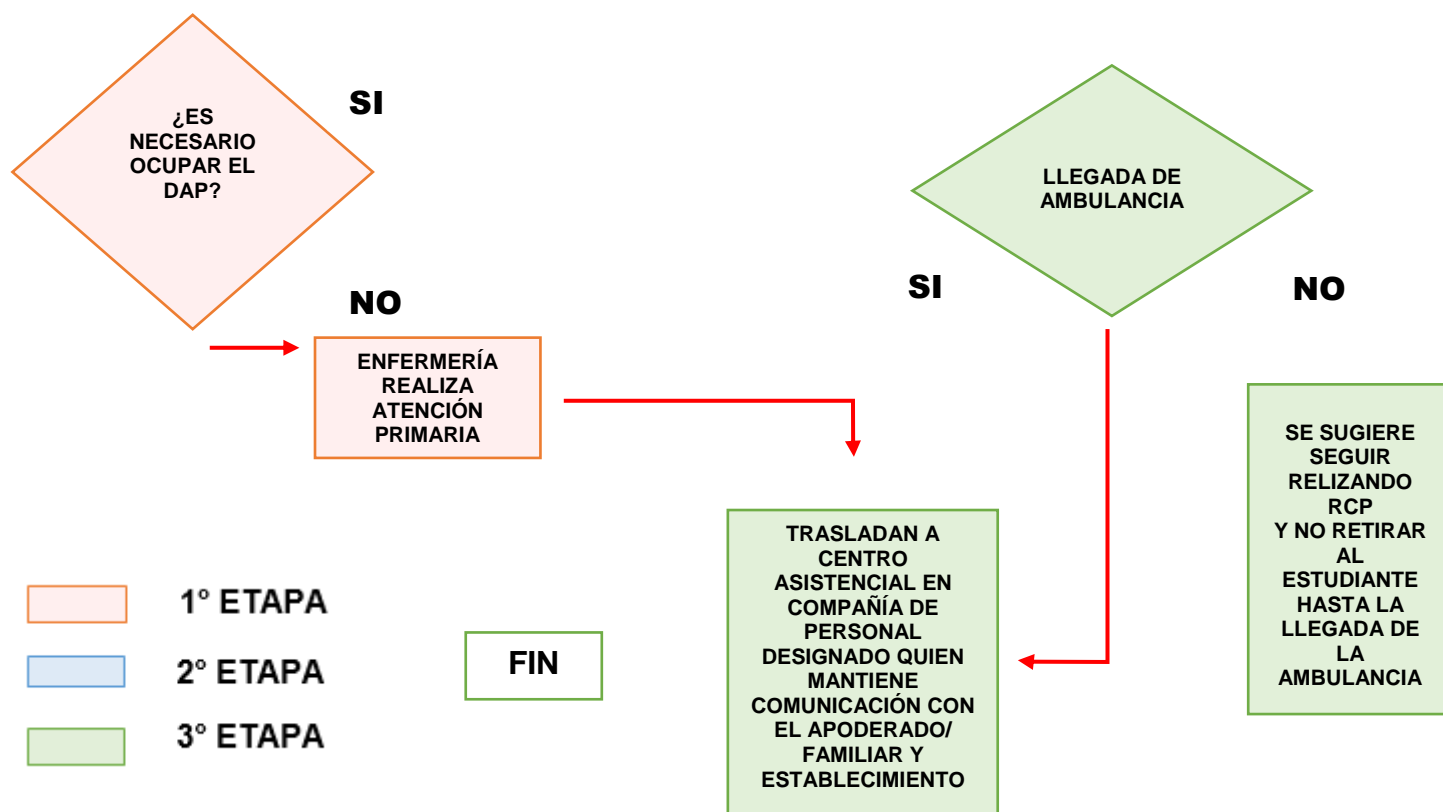 ¿ES
NECESARIO
OCUPAR EL
DAP?
SI
NO
ENFERMERÍA
REALIZA
ATENCIÓN
PRIMARIA
LLEGADA DE
AMBULANCIA
SI
NO
TRASLADAN A
CENTRO
ASISTENCIAL EN
COMPAÑÍA DE
PERSONAL
DESIGNADO QUIEN
MANTIENE
COMUNICACIÓN CON
EL APODERADO/
FAMILIAR Y
ESTABLECIMIENTO
SE SUGIERE
SEGUIR
RELIZANDO
RCP
Y NO RETIRAR
AL
ESTUDIANTE
HASTA LA
LLEGADA DE
LA
AMBULANCIA
1° ETAPA
2° ETAPA
3° ETAPA
FIN